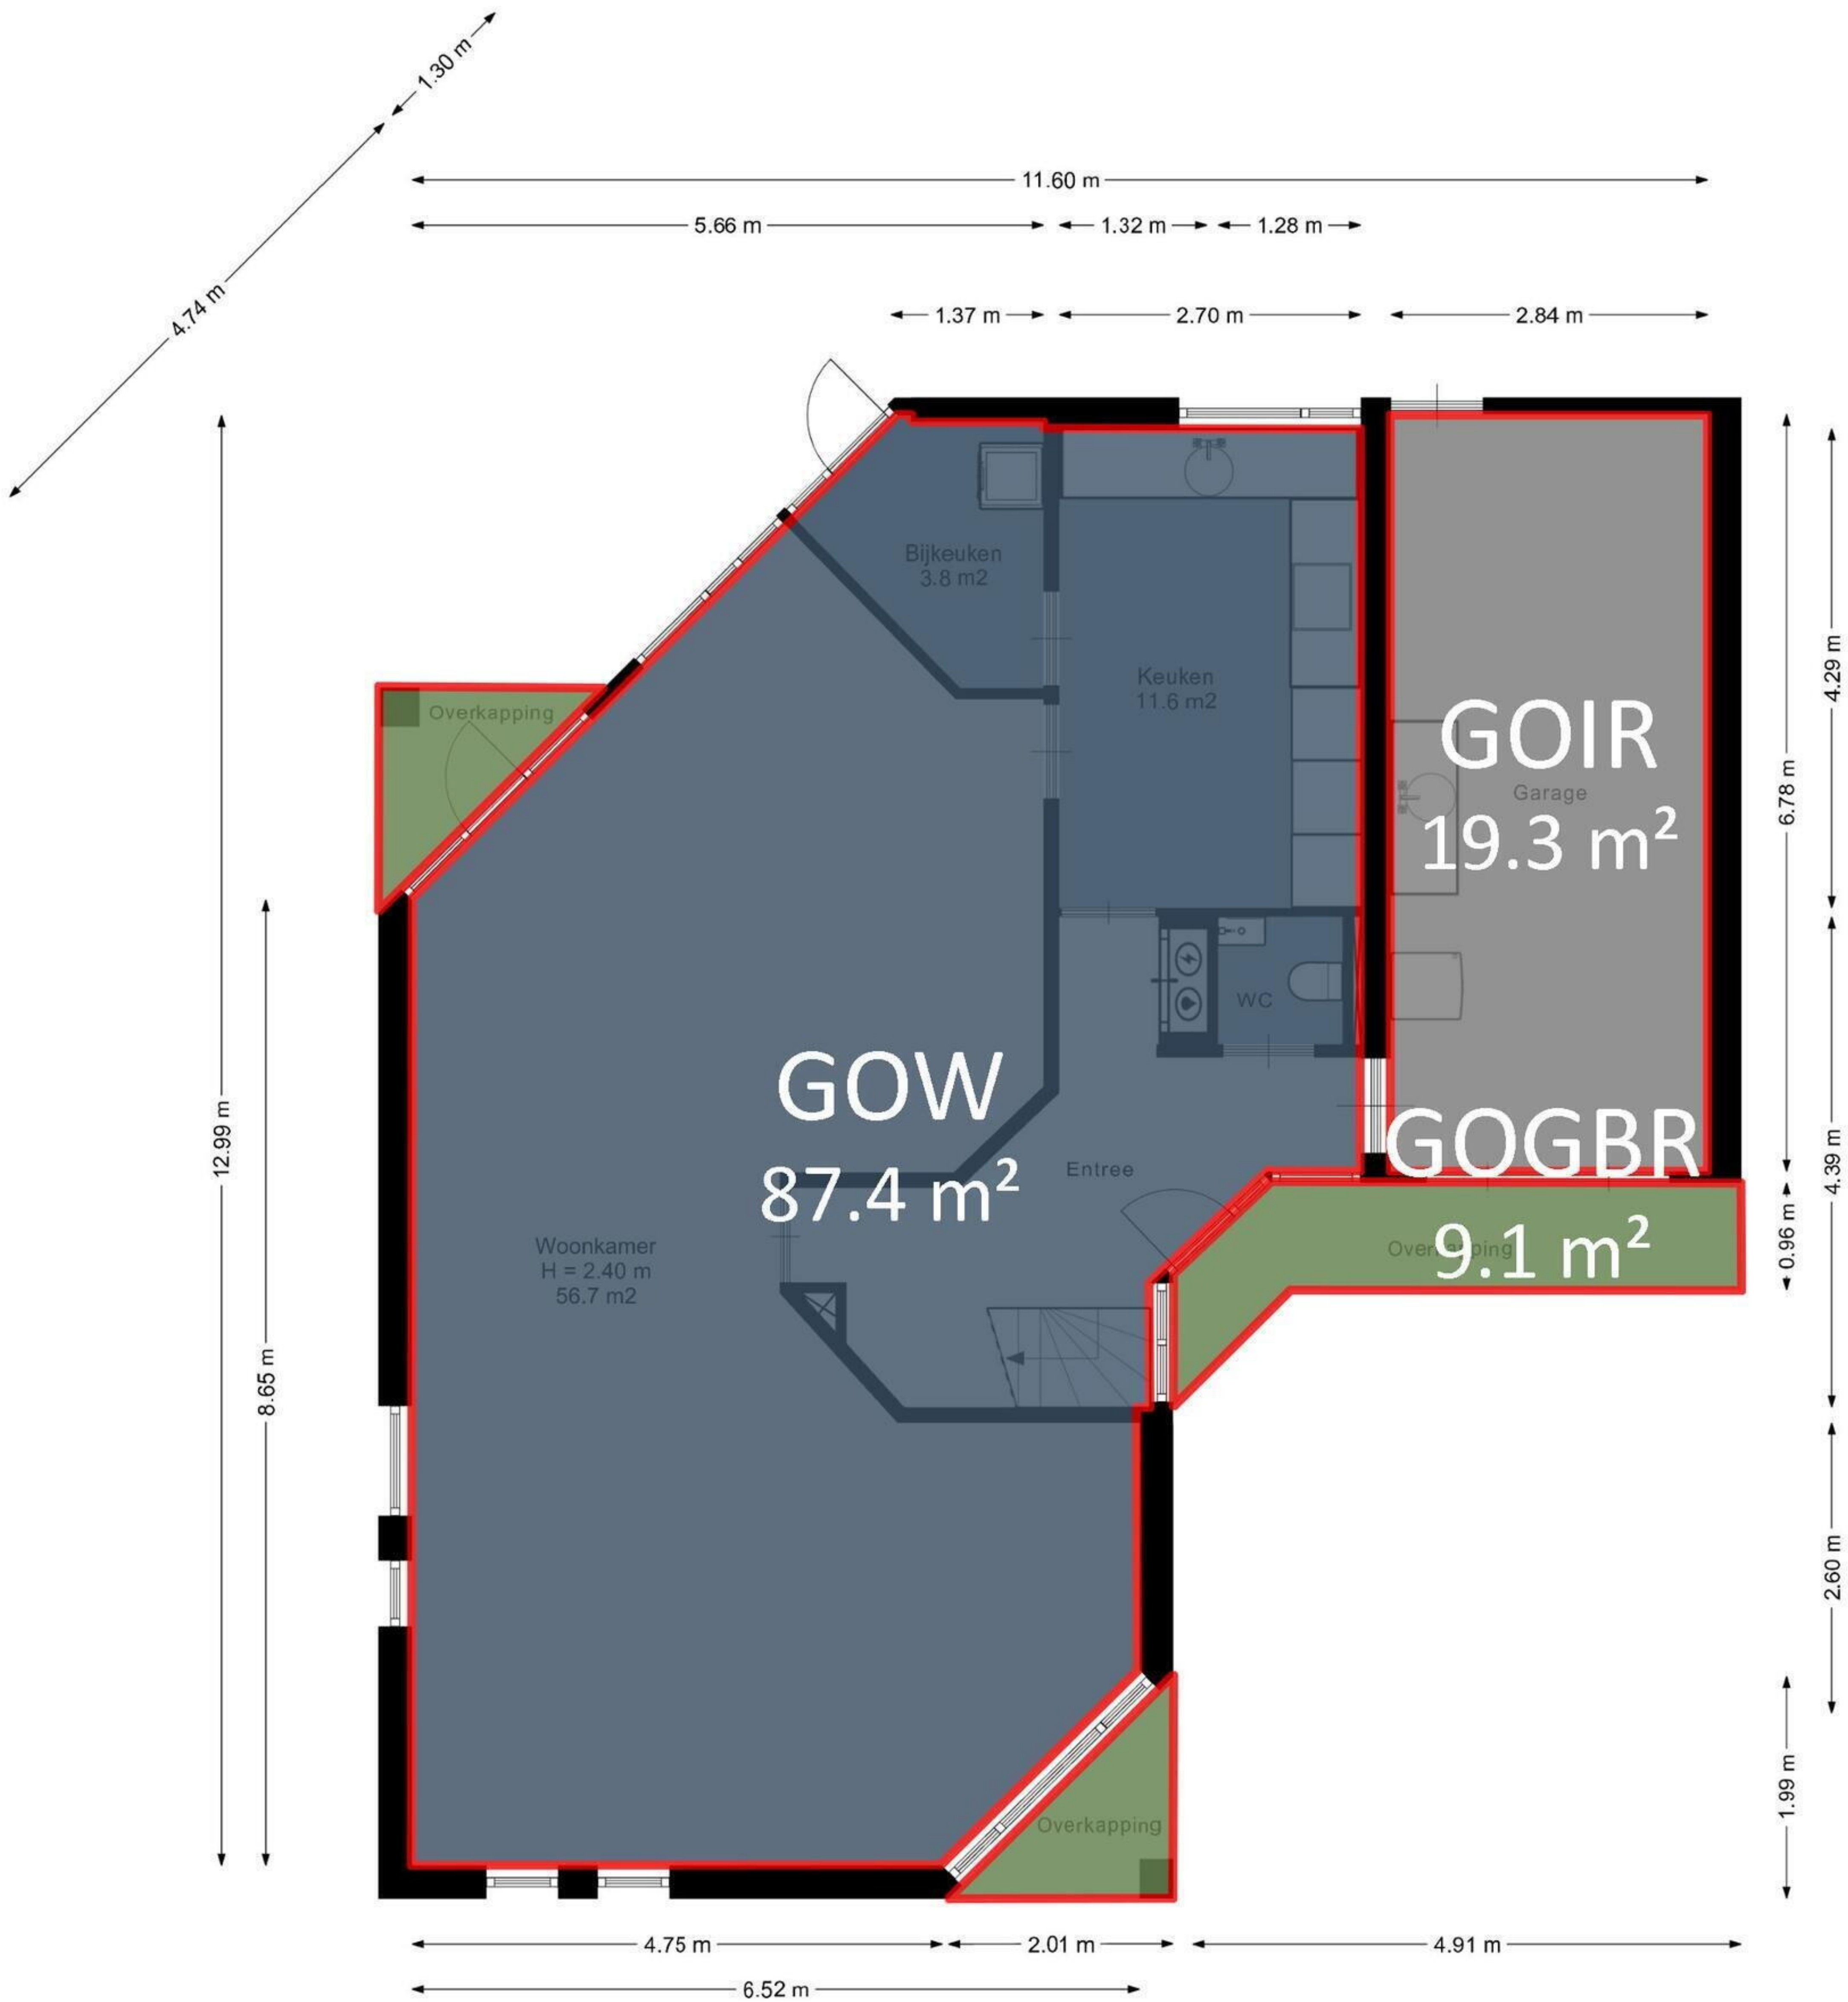 1.30 m
4.74 m
11.60 m
5.66 m
1.32 m
1.28 m
1.37 m
2.70 m
2.84 m
Bijkeuken
3.8 m2
Keuken
11.6 m2
Overkapping
GOIR
Garage
19.3 m²
4.29 m
6.78 m
WC
GOW
87.4 m²
Entree
GOGBR
Overkapping
9.1 m²
12.99 m
8.65 m
Woonkamer
H = 2.40 m
56.7 m2
4.39 m
0.96 m
2.60 m
1.99 m
Overkapping
4.75 m
2.01 m
4.91 m
6.52 m